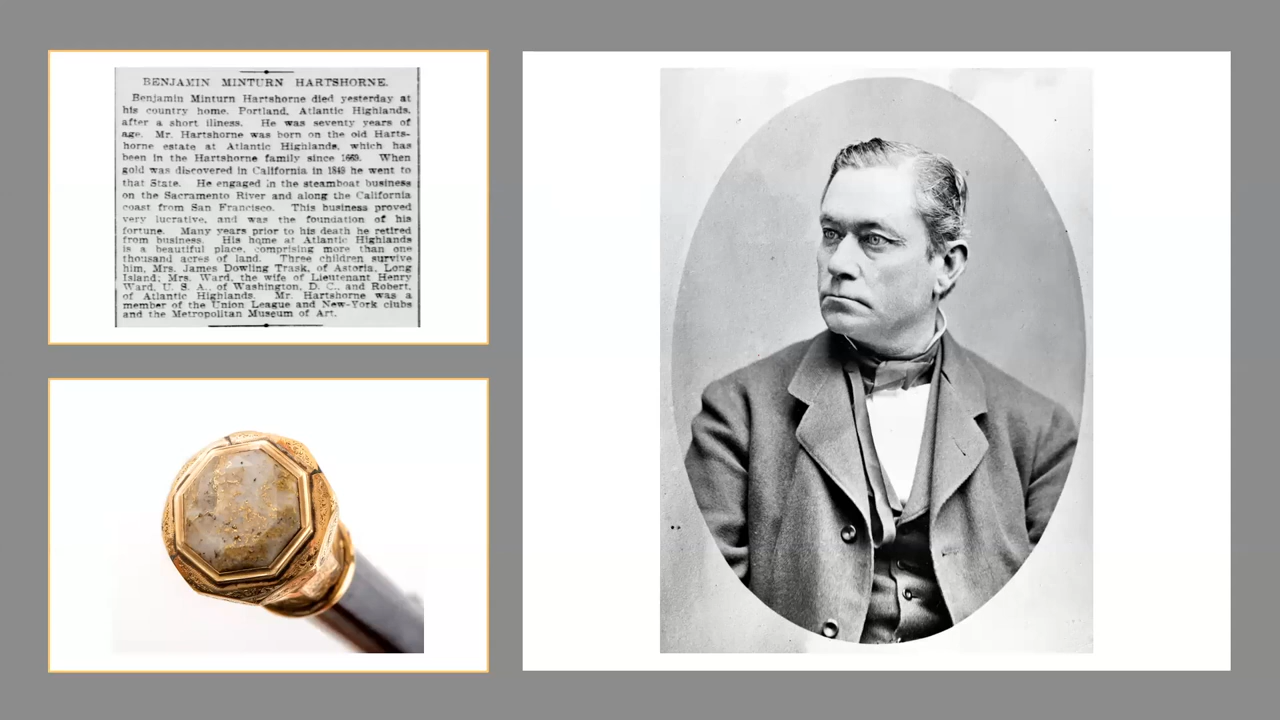 BENJAMIN MINTURN HARTSHORNE.
Benjamin Minturn Hartshorne died yesterday at
his country home, Portland, Atlantic Highlands,
after a short illness. He was seventy years of
age. Mr. Hartshorne was born on the old Harts-
horne estate at Atlantic Highlands, which has
been in the Hartshorne family since 1669. When
gold was discovered in California in 1849 he went to
that State. He engaged in the steamboat business
on the Sacramento River and along the California
coast from San Francisco. This business proved
very lucrative, and was the foundation of his
fortune. Many years prior to his death he retired
from business. His home at Atlantic Highlands
is a beautiful place, comprising more than one
thousand acres of land. Three children survive
him, Mrs. James Dowling Trask, of Astoria, Long
Island; Mrs. Ward, the wife of Lieutenant Henry
Ward, U. S. A., of Washington, D. C., and Robert,
of Atlantic Highlands. Mr. Hartshorne was a
member of the Union League and New-York clubs
and the Metropolitan Museum of Art.